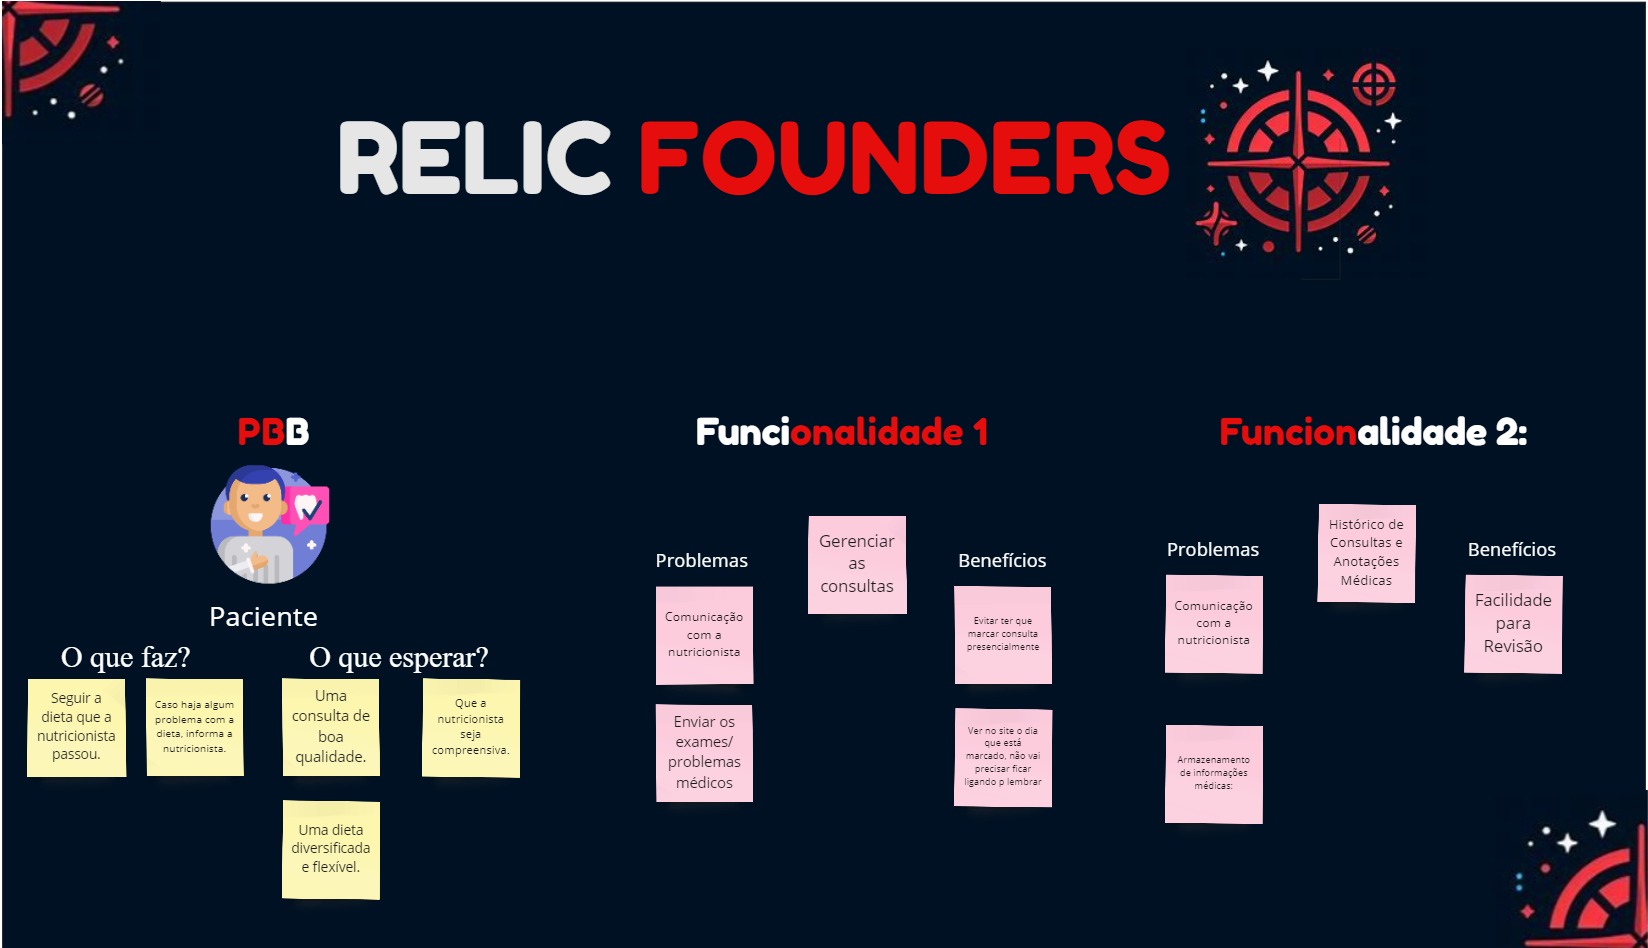 RELIC FOUNDERS
PBB
Paciente
O que faz?
Seguir a
dieta que a
nutricionista
passou.
Caso haja algum
problema com a
dieta, informa a
nutricionista.
O que esperar?
Uma
consulta de
boa
qualidade.
Que a
nutricionista
seja
compreensiva.
Uma dieta
diversificada
e flexível.
Funcionalidade 1
Gerenciar
as
consultas
Problemas
Comunicação
com a
nutricionista
Enviar os
exames/
problemas
médicos
Benefícios
Evitar ter que
marcar consulta
presencialmente
Ver no site o dia
que está
marcado, não vai
precisar ficar
ligando p lembrar
Funcionalidade 2:
Histórico de
Consultas e
Anotações
Médicas
Problemas
Comunicação
com a
nutricionista
Armazenamento
de informações
médicas:
Benefícios
Facilidade
para
Revisão